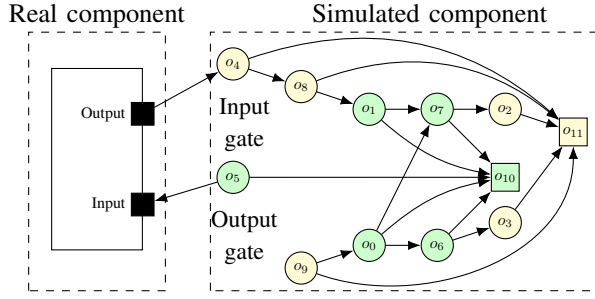 Real component
Simulated component
Output
Input
Input
gate
Output
gate
o4
o8
o1
o7
o2
o11
o5
o10
o0
o6
o3
o9